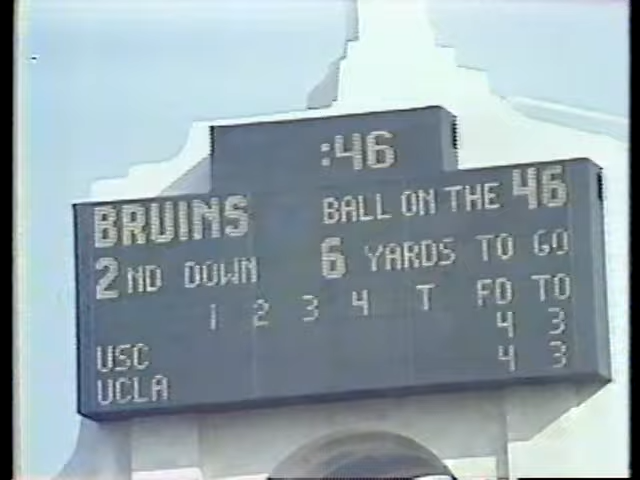 :46
BRUINS BALL ON THE 46
2ND DOWN 6 YARDS TO GO
1 2 3 4 T FD TO
4 3
USC 4 3
UCLA